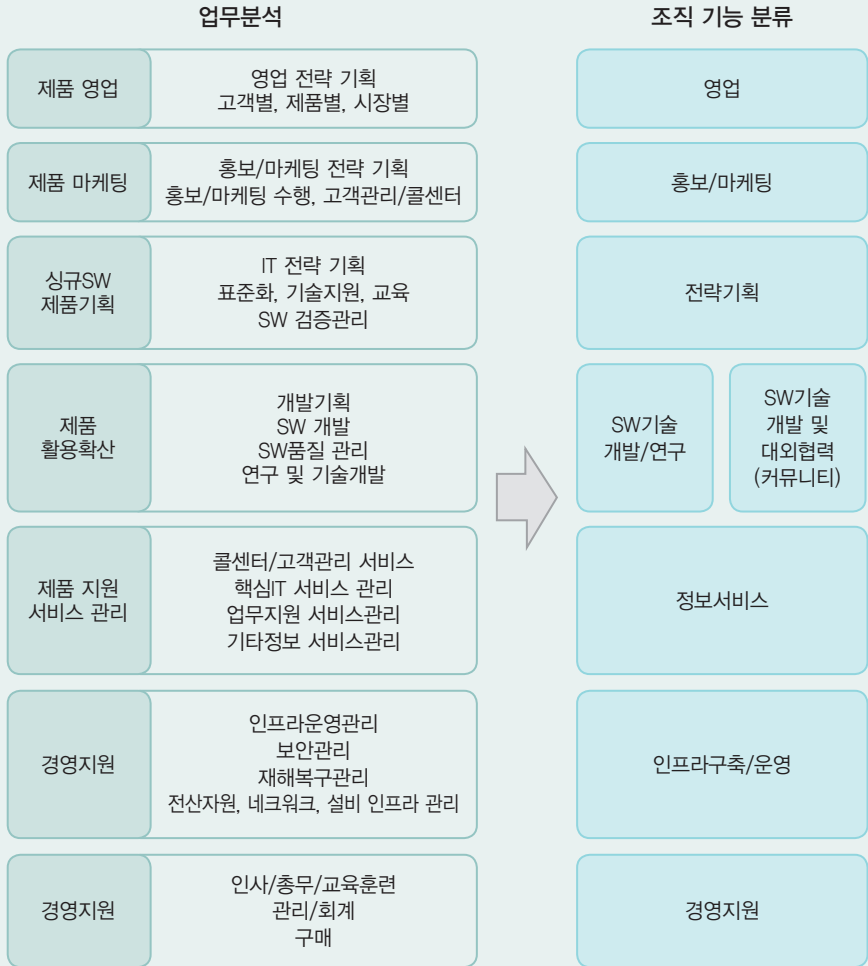 업무분석
조직 기능 분류
제품 영업
영업 전략 기획
고객별, 제품별, 시장별
영업
제품 마케팅
홍보/마케팅 전략 기획
홍보/마케팅 수행, 고객관리/콜센터
홍보/마케팅
싱규SW
제품기획
IT 전략 기획
표준화, 기술지원, 교육
SW 검증관리
전략기획
제품
활용확산
개발기획
SW 개발
SW품질 관리
연구 및 기술개발
SW기술
개발/연구
SW기술
개발 및
대외협력
(커뮤니티)
제품 지원
서비스 관리
콜센터/고객관리 서비스
핵심IT 서비스 관리
업무지원 서비스관리
기타정보 서비스관리
정보서비스
경영지원
인프라운영관리
보안관리
재해복구관리
전산자원, 네크워크, 설비 인프라 관리
인프라구축/운영
경영지원
인사/총무/교육훈련
관리/회계
구매
경영지원